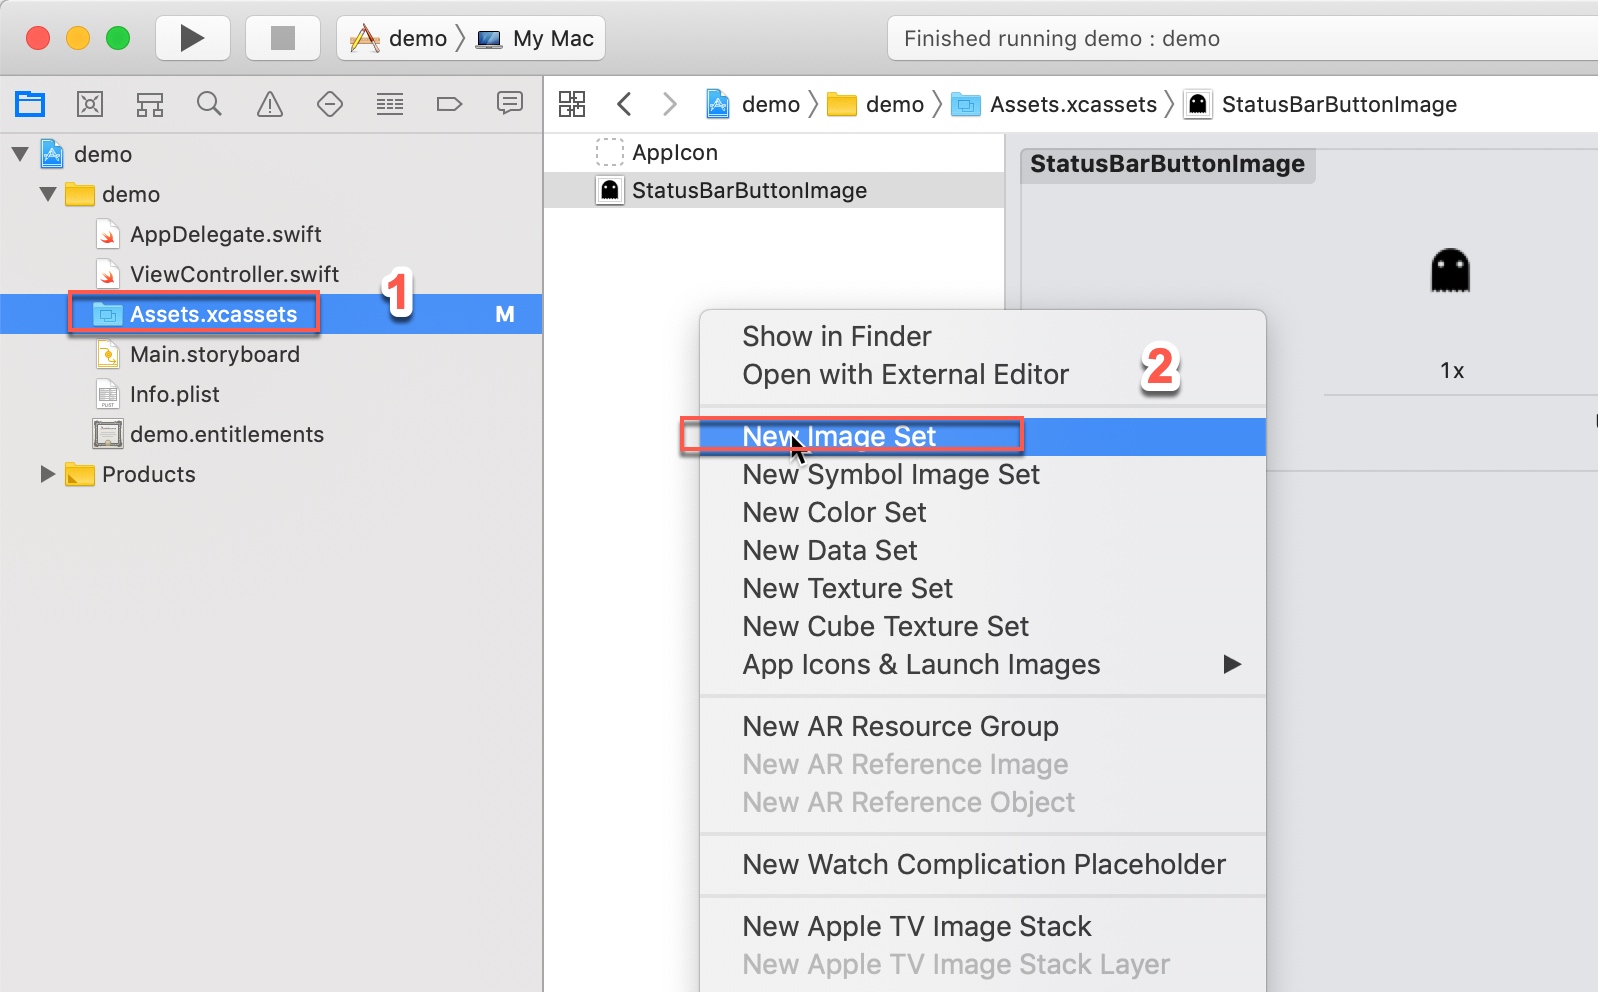 demo 〉 My Mac
Finished running demo : demo
demo 〉 demo 〉 Assets.xcassets 〉 StatusBarButtonImage
demo
demo
AppDelegate.swift
ViewController.swift
Assets.xcassets
M
Main.storyboard
Info.plist
demo.entitlements
Products
1
AppIcon
StatusBarButtonImage
StatusBarButtonImage
1x
Show in Finder
Open with External Editor
2
New Image Set
New Symbol Image Set
New Color Set
New Data Set
New Texture Set
New Cube Texture Set
App Icons & Launch Images
New AR Resource Group
New AR Reference Image
New AR Reference Object
New Watch Complication Placeholder
New Apple TV Image Stack
New Apple TV Image Stack Layer